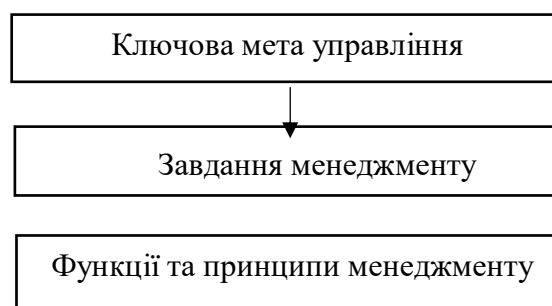 Ключова мета управління
Завдання менеджменту
Функції та принципи менеджменту